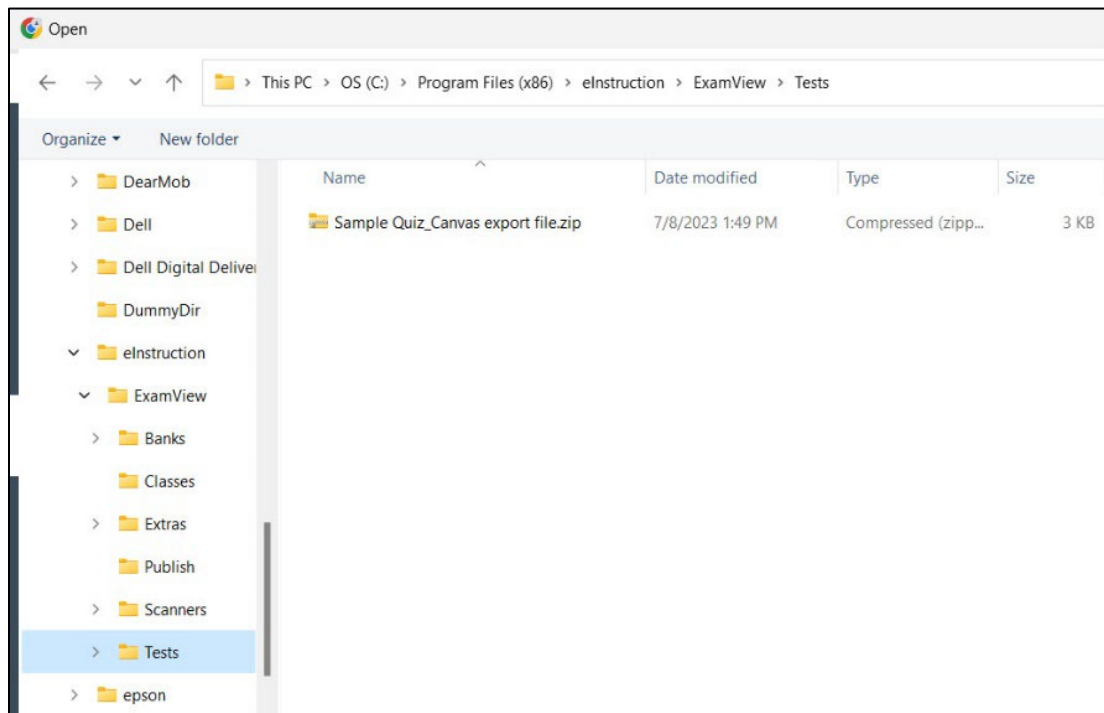 Open
This PC > OS (C:) > Program Files (x86) > eInstruction > ExamView > Tests
Organize New folder
Name Date modified Type Size
Sample Quiz_Canvas export file.zip 7/8/2023 1:49 PM Compressed (zipp... 3 KB
DearMob
Dell
Dell Digital Deliver
DummyDir
eInstruction
ExamView
Banks
Classes
Extras
Publish
Scanners
Tests
epson